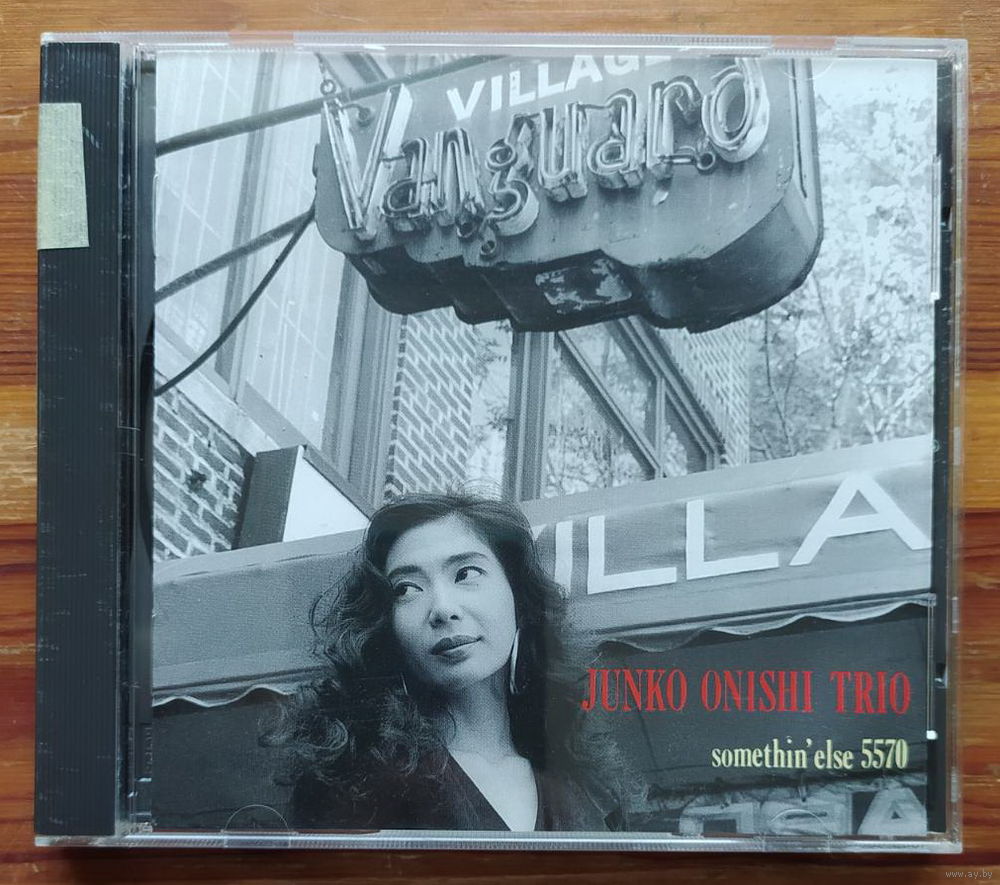 VILLAGE
Vanguard
VILLA
JUNKO ONISHI TRIO
somethin' else 5570
www.ay.by